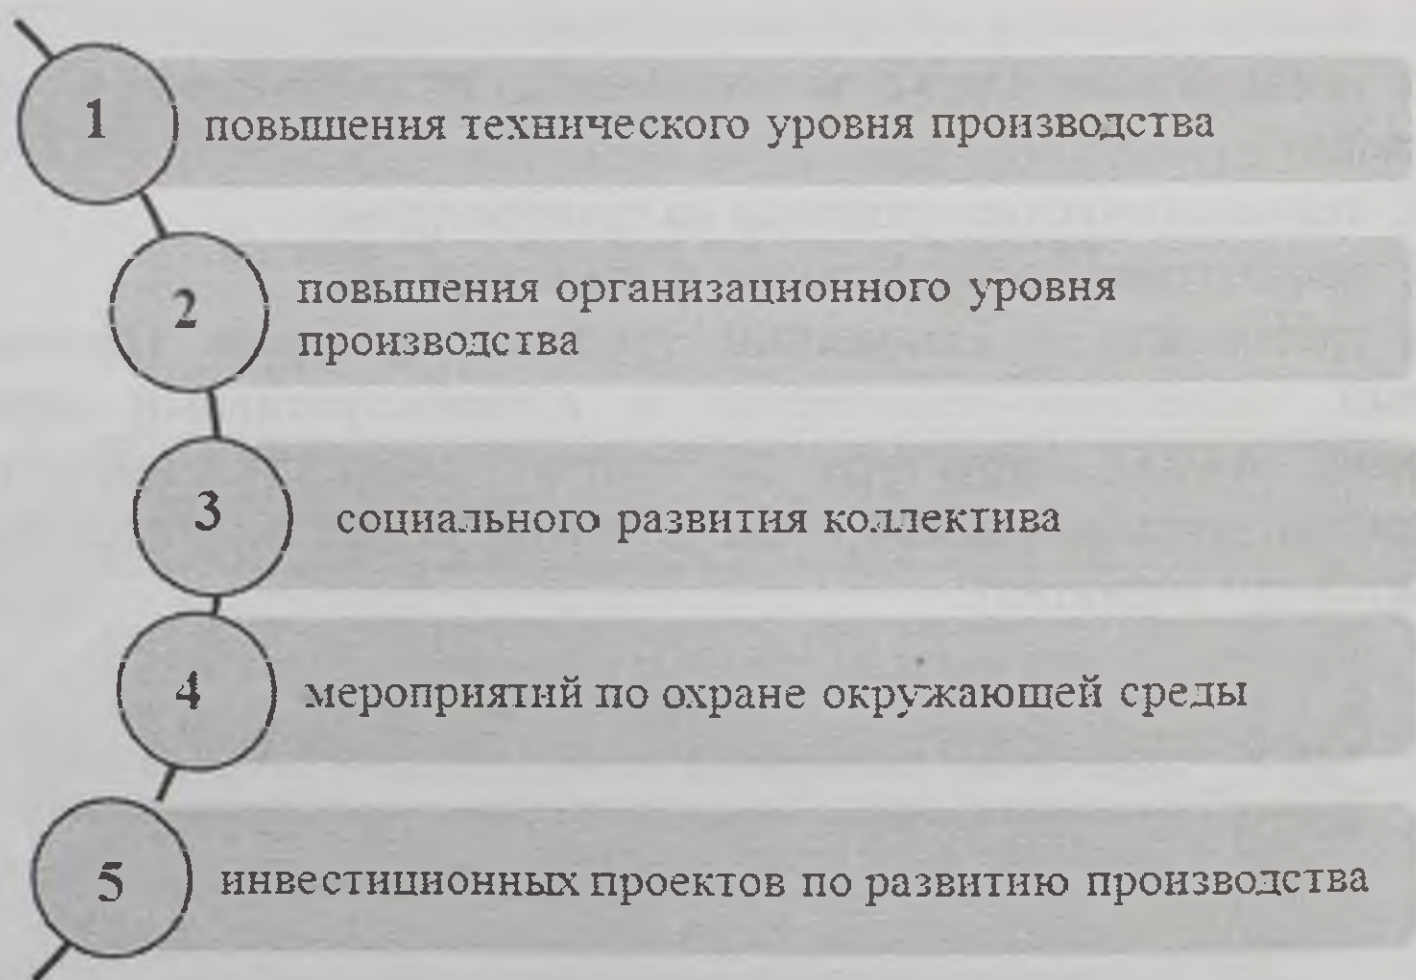 1
повышения технического уровня производства
2
повышения организационного уровня
производства
3
социального развития коллектива
4
мероприятий по охране окружающей среды
5
инвестиционных проектов по развитию производства